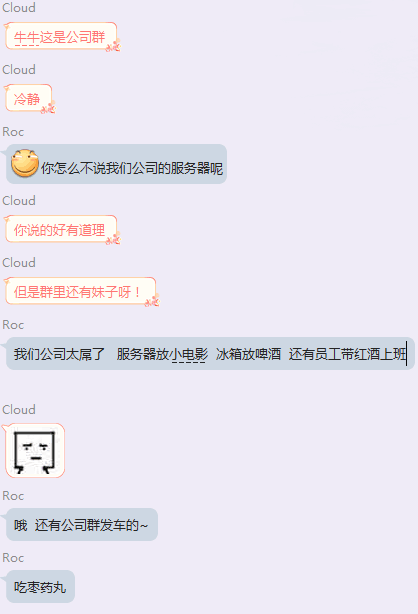 Cloud
牛牛这是公司群
Cloud
冷静
Roc
你怎么不说我们公司的服务器呢
Cloud
你说的好有道理
Cloud
但是群里还有妹子呀！
Roc
我们公司太屌了 服务器放小电影 冰箱放啤酒 还有员工带红酒上班
Cloud
Roc
哦 还有公司群发车的~
Roc
吃枣药丸